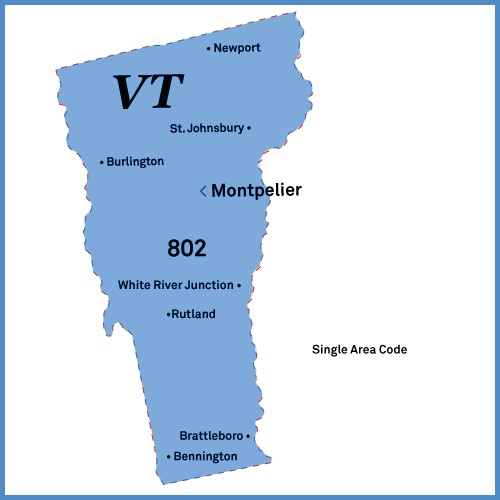 • Newport
VT
St. Johnsbury •
• Burlington
Montpelier
802
White River Junction •
• Rutland
Single Area Code
Brattleboro •
• Bennington